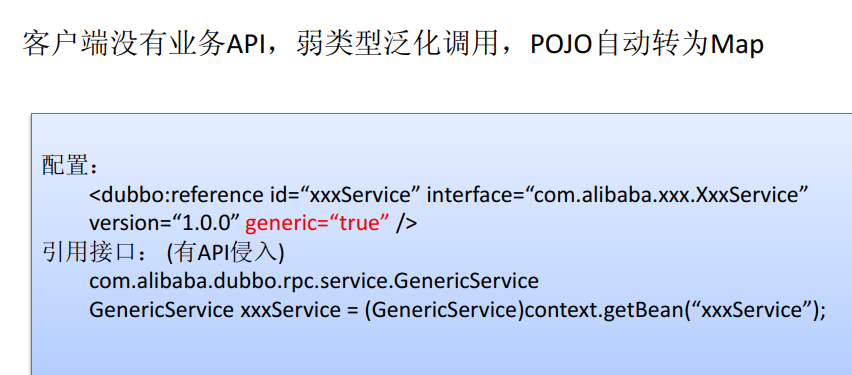 客户端没有业务API，弱类型泛化调用，POJO自动转为Map
配置：
<dubbo:reference id=“xxxService” interface=“com.alibaba.xxx.XxxService”
version=“1.0.0” generic=“true” />
引用接口： (有API侵入)
com.alibaba.dubbo.rpc.service.GenericService
GenericService xxxService = (GenericService)context.getBean(“xxxService”);